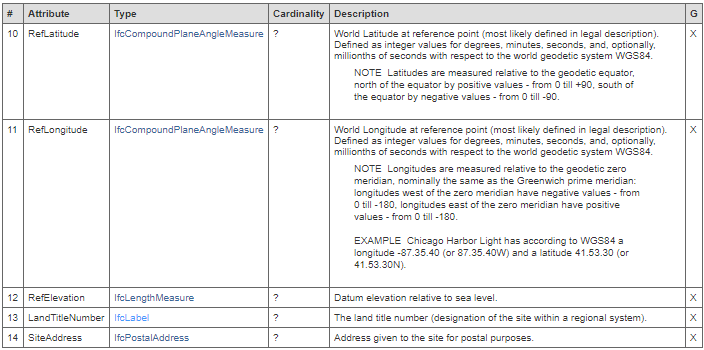 # Attribute Type Cardinality Description G
10 RefLatitude IfcCompoundPlaneAngleMeasure ? World Latitude at reference point (most likely defined in legal description). X
Defined as integer values for degrees, minutes, seconds, and, optionally,
millionths of seconds with respect to the world geodetic system WGS84.
NOTE Latitudes are measured relative to the geodetic equator,
north of the equator by positive values - from 0 till +90, south of
the equator by negative values - from 0 till -90.
11 RefLongitude IfcCompoundPlaneAngleMeasure ? World Longitude at reference point (most likely defined in legal description). X
Defined as integer values for degrees, minutes, seconds, and, optionally,
millionths of seconds with respect to the world geodetic system WGS84.
NOTE Longitudes are measured relative to the geodetic zero
meridian, nominally the same as the Greenwich prime meridian:
longitudes west of the zero meridian have negative values - from
0 till -180, longitudes east of the zero meridian have positive
values - from 0 till -180.
EXAMPLE Chicago Harbor Light has according to WGS84 a
longitude -87.35.40 (or 87.35.40W) and a latitude 41.53.30 (or
41.53.30N).
12 RefElevation IfcLengthMeasure ? Datum elevation relative to sea level. X
13 LandTitleNumber IfcLabel ? The land title number (designation of the site within a regional system). X
14 SiteAddress IfcPostalAddress ? Address given to the site for postal purposes. X